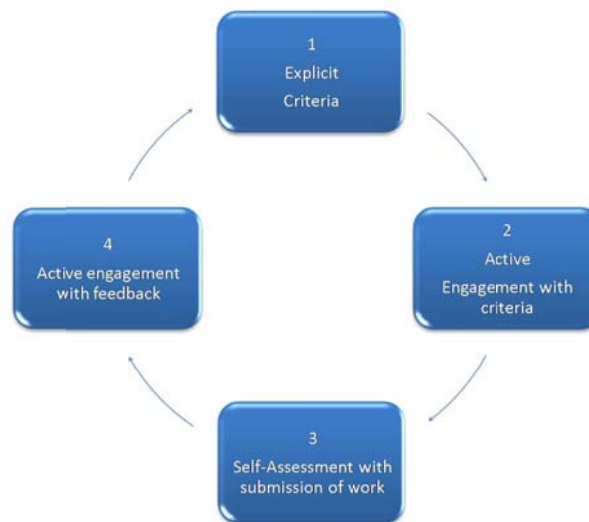 1
Explicit
Criteria
2
Active
Engagement with
criteria
3
Self-Assessment with
submission of work
4
Active engagement
with feedback